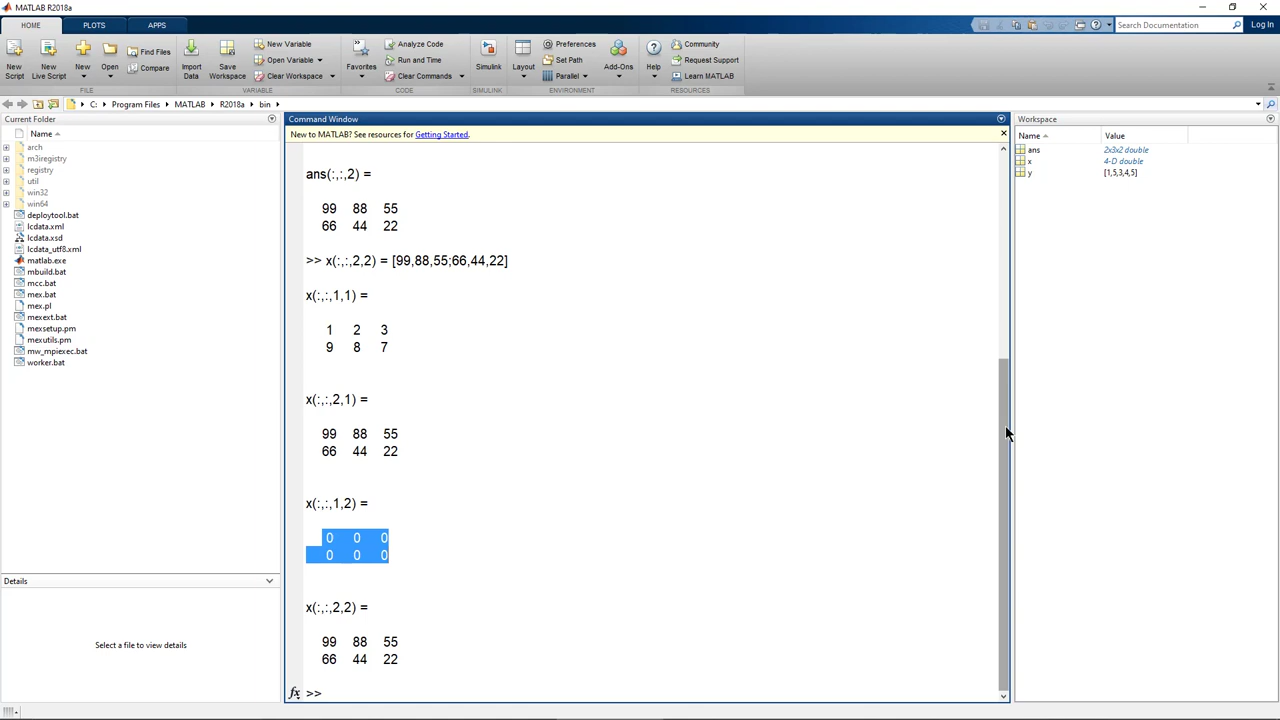 MATLAB R2018a
HOME PLOTS APPS
Search Documentation Log In
New Script
New Live Script
New
Open
Find Files
Compare
Import Data
Save Workspace
New Variable
Open Variable
Clear Workspace
Favorites
Analyze Code
Run and Time
Clear Commands
Simulink
Layout
Preferences
Set Path
Parallel
Add-Ons
Help
Community
Request Support
Learn MATLAB
FILE VARIABLE CODE SIMULINK ENVIRONMENT RESOURCES
C: Program Files MATLAB R2018a bin
Current Folder
Name
arch
m3iregistry
registry
util
win32
win64
deploytool.bat
lcdata.xml
lcdata.xsd
lcdata_utf8.xml
matlab.exe
mbuild.bat
mcc.bat
mex.bat
mex.pl
mexext.bat
mexsetup.pm
mexutils.pm
mw_mpiexec.bat
worker.bat
Details
Select a file to view details
Command Window
New to MATLAB? See resources for Getting Started.
ans(:,:,2) =
99 88 55
66 44 22
>> x(:,:,2,2) = [99,88,55;66,44,22]
x(:,:,1,1) =
1 2 3
9 8 7
x(:,:,2,1) =
99 88 55
66 44 22
x(:,:,1,2) =
0 0 0
0 0 0
x(:,:,2,2) =
99 88 55
66 44 22
fx >>
Workspace
Name Value
ans 2x3x2 double
x 4-D double
y [1,5,3,4,5]